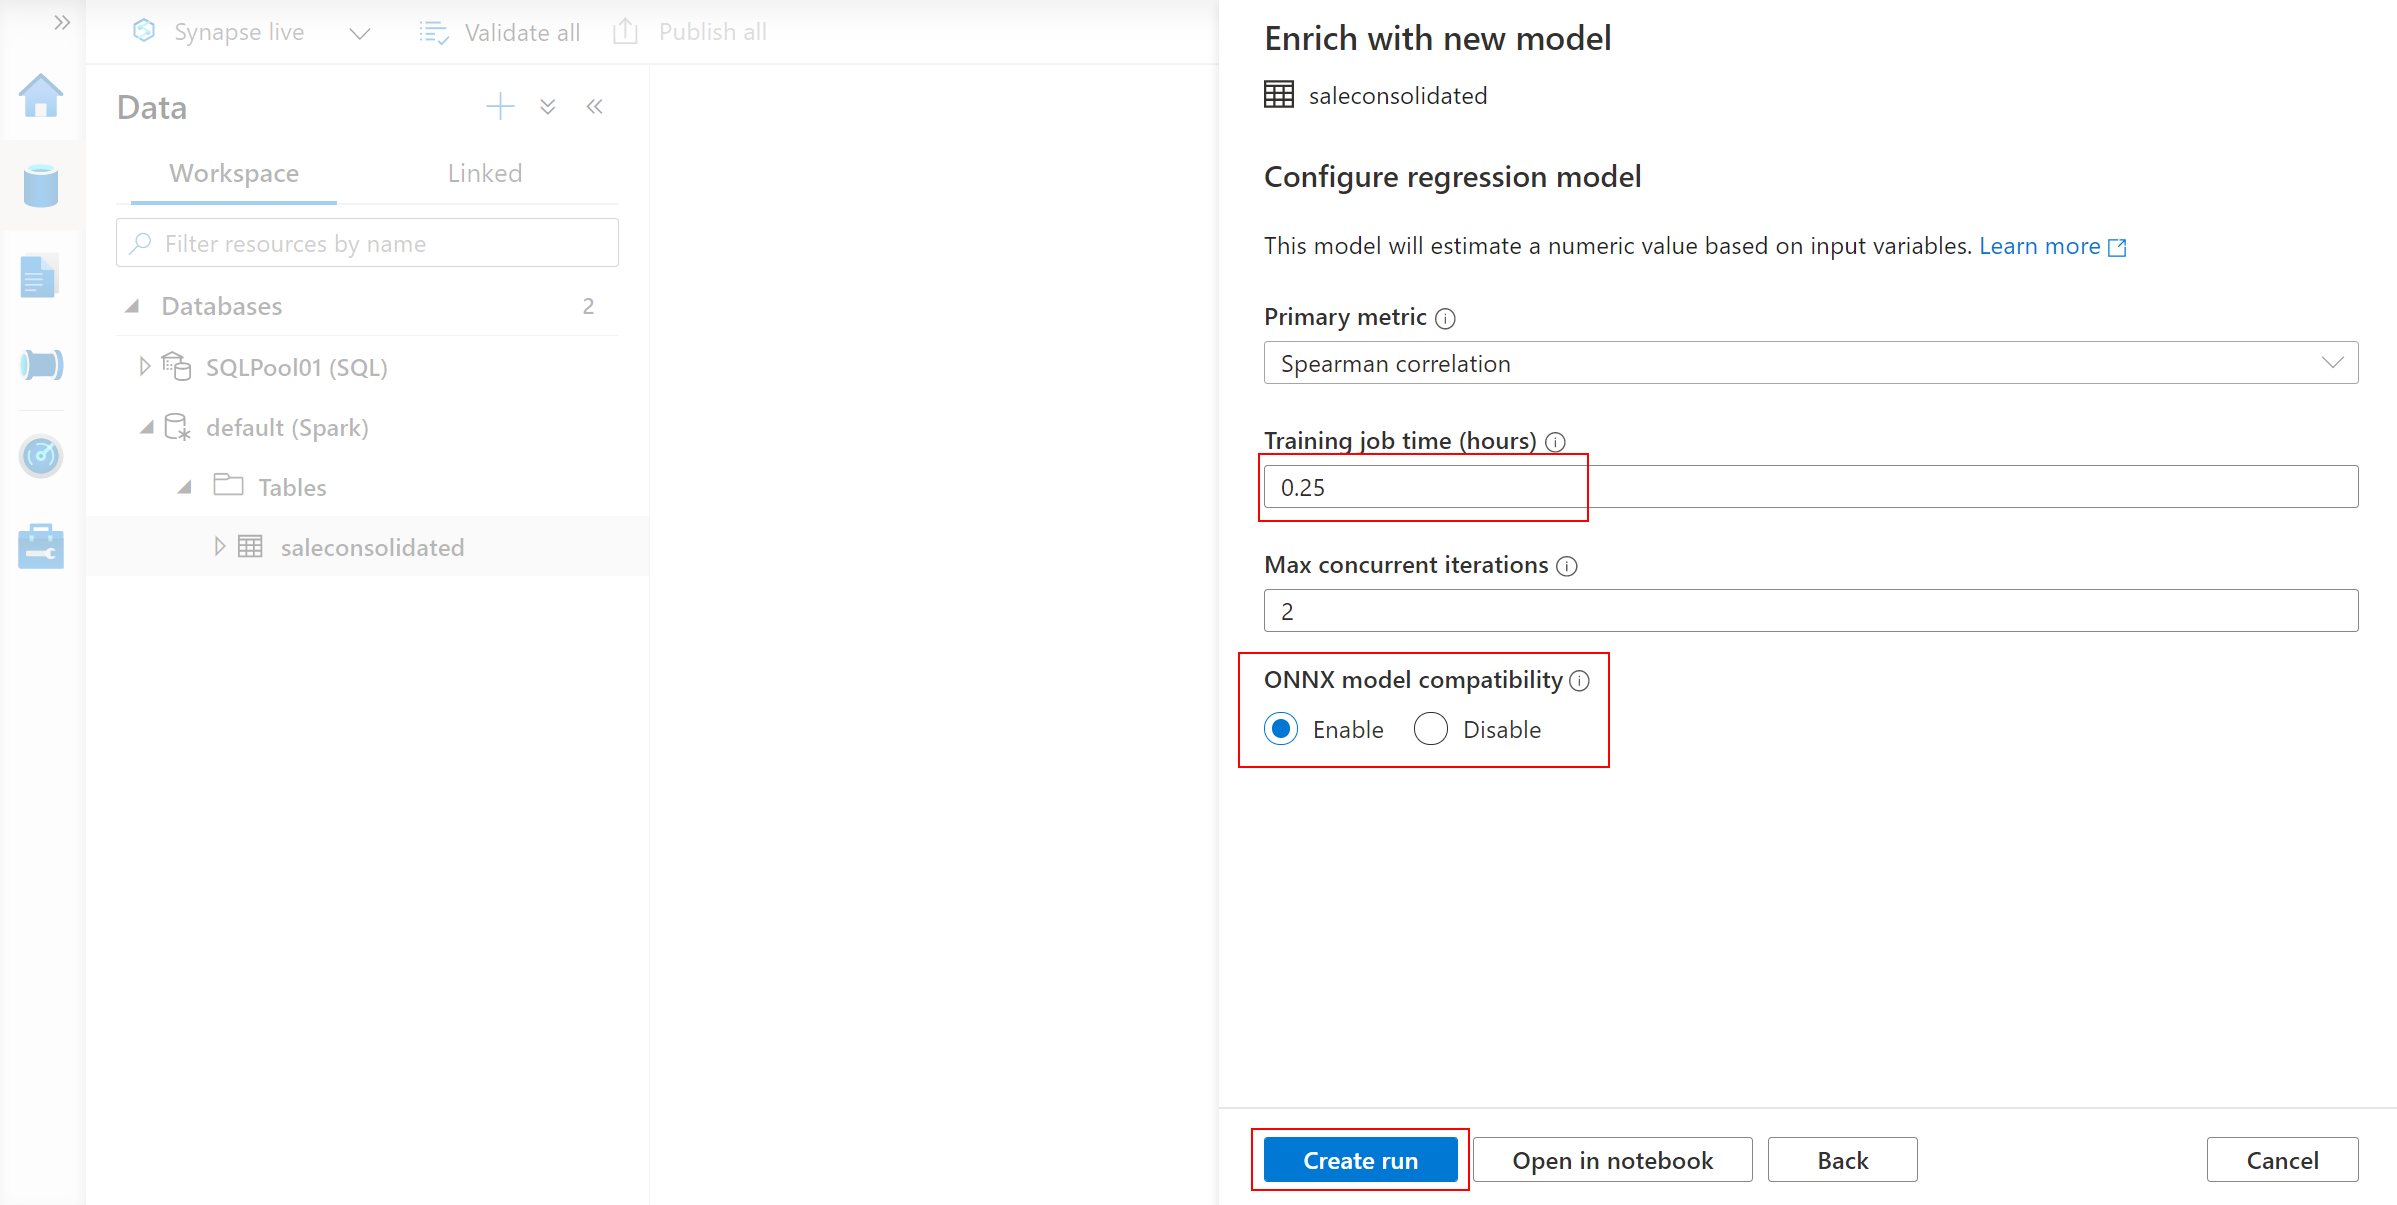 Synapse live
Validate all
Publish all
Data
Workspace
Linked
Filter resources by name
Databases
2
SQLPool01 (SQL)
default (Spark)
Tables
saleconsolidated
Enrich with new model
saleconsolidated
Configure regression model
This model will estimate a numeric value based on input variables. Learn more
Primary metric
Spearman correlation
Training job time (hours)
0.25
Max concurrent iterations
2
ONNX model compatibility
Enable
Disable
Create run
Open in notebook
Back
Cancel